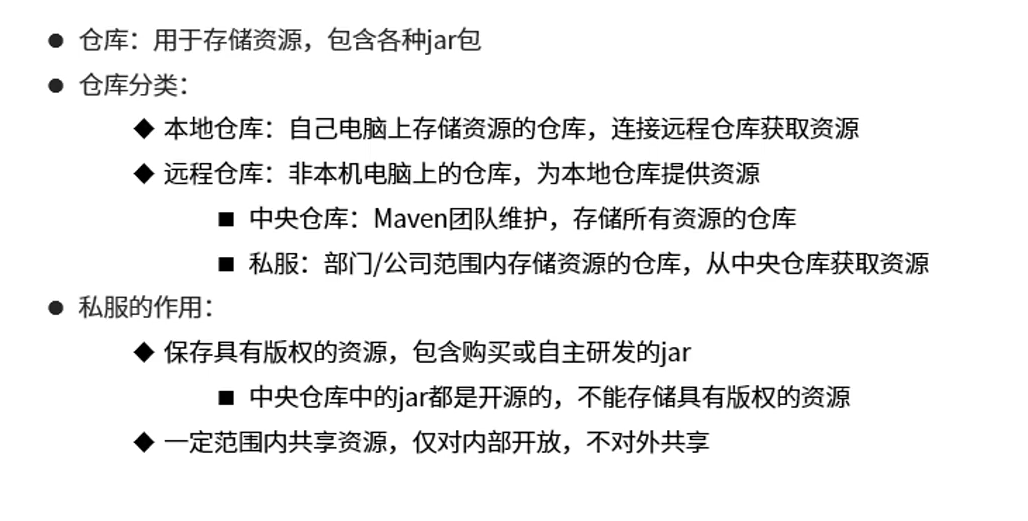 ● 仓库：用于存储资源，包含各种jar包
● 仓库分类：
◆ 本地仓库：自己电脑上存储资源的仓库，连接远程仓库获取资源
◆ 远程仓库：非本机电脑上的仓库，为本地仓库提供资源
■ 中央仓库：Maven团队维护，存储所有资源的仓库
■ 私服：部门/公司范围内存储资源的仓库，从中央仓库获取资源
● 私服的作用：
◆ 保存具有版权的资源，包含购买或自主研发的jar
■ 中央仓库中的jar都是开源的，不能存储具有版权的资源
◆ 一定范围内共享资源，仅对内部开放，不对外共享